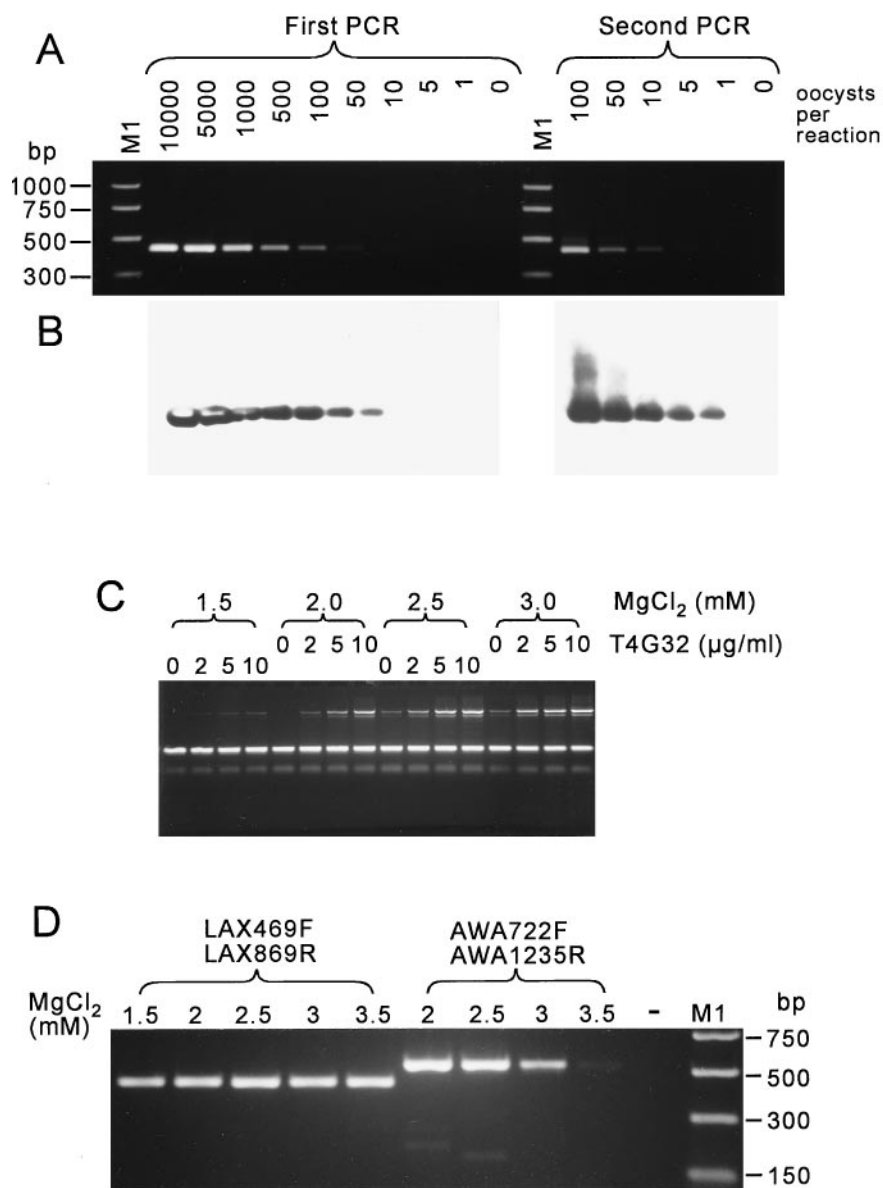 A
First PCR
Second PCR
M1 10000 5000 1000 500 100 50 10 5 1 0
M1 100 50 10 5 1 0
oocysts
per
reaction
bp
1000
750
500
300
B
C
1.5 2.0 2.5 3.0 MgCl₂ (mM)
0 2 5 10 0 2 5 10 0 2 5 10 0 2 5 10 T4G32 (µg/ml)
D
LAX469F
LAX869R
AWA722F
AWA1235R
MgCl₂
(mM)
1.5 2 2.5 3 3.5 2 2.5 3 3.5 - M1 bp
750
500
300
150